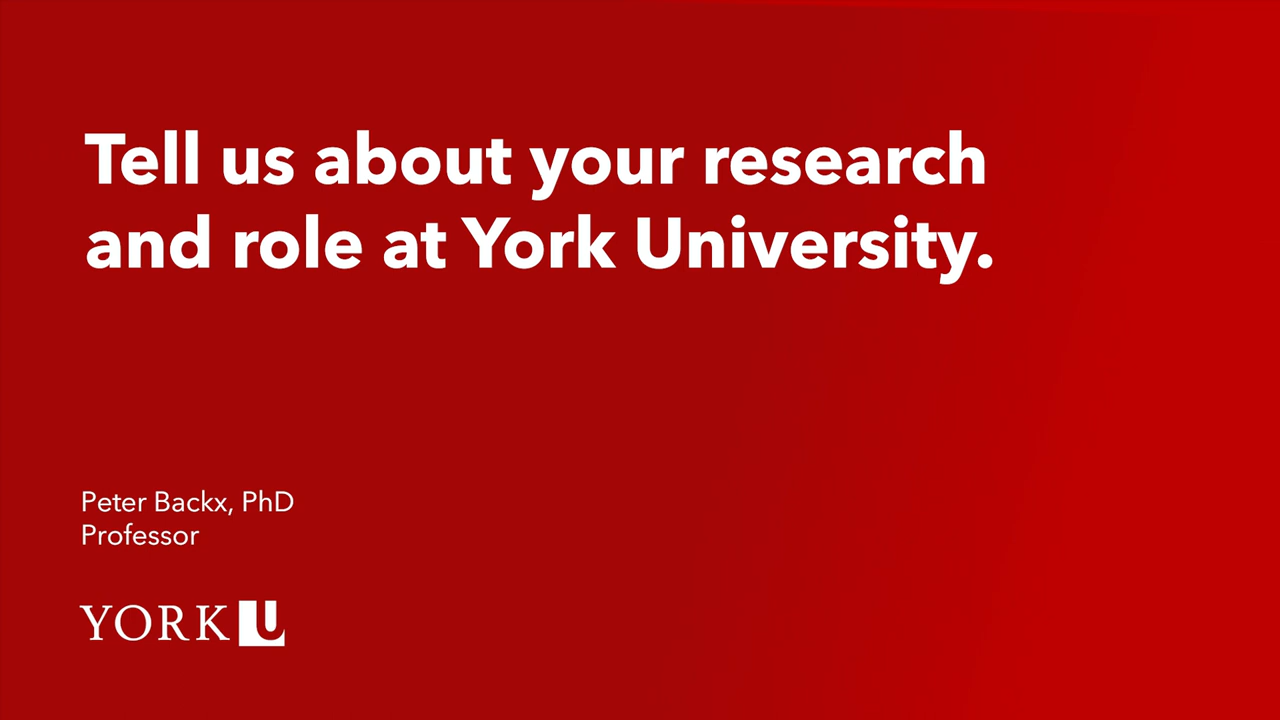 Tell us about your research
and role at York University.
Peter Backx, PhD
Professor
YORK U